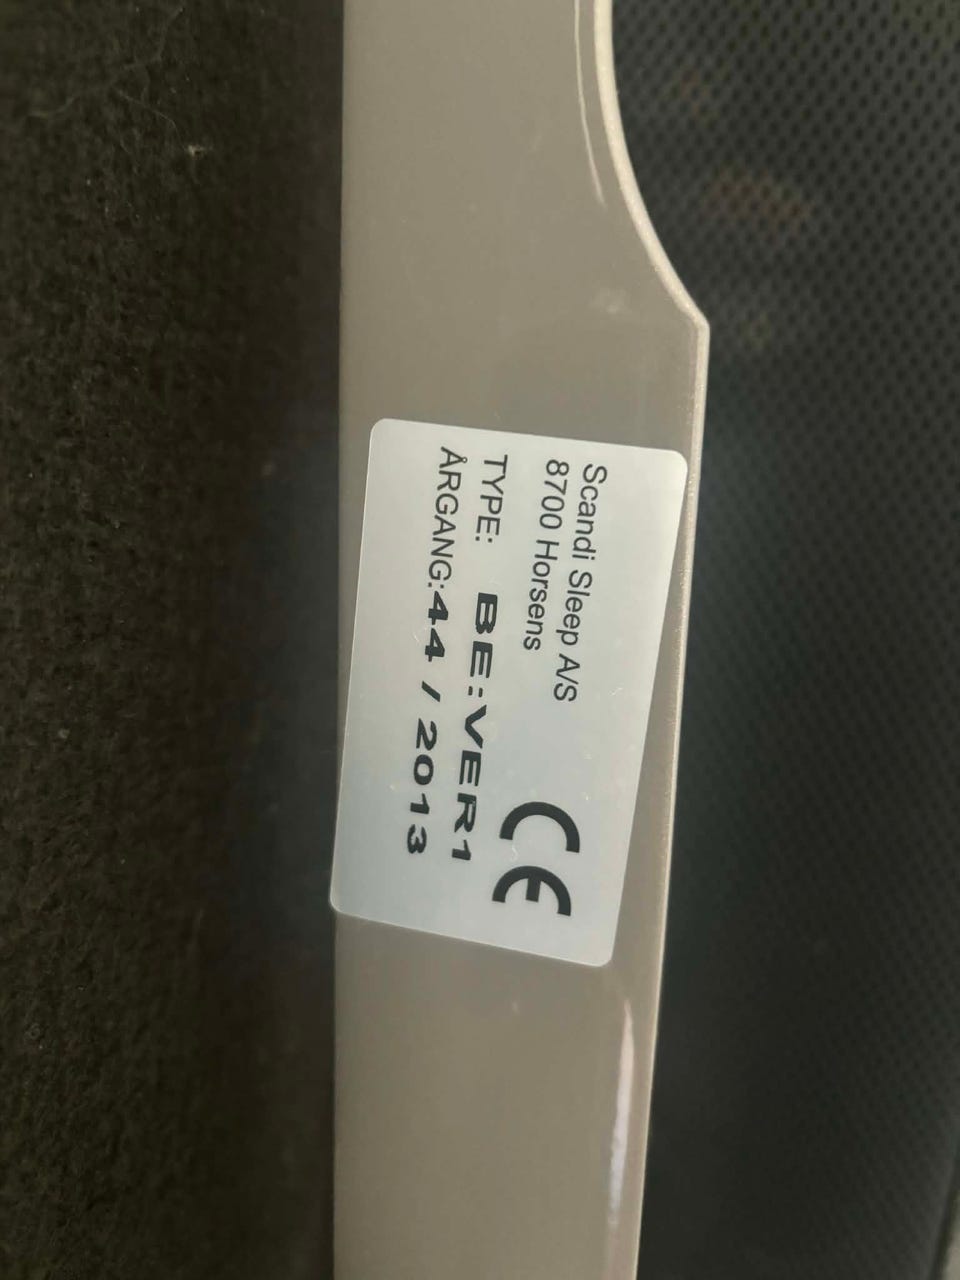 Scandi Sleep A/S
8700 Horsens
CE
TYPE: BE:VER1
ÅRGANG:44 / 2013